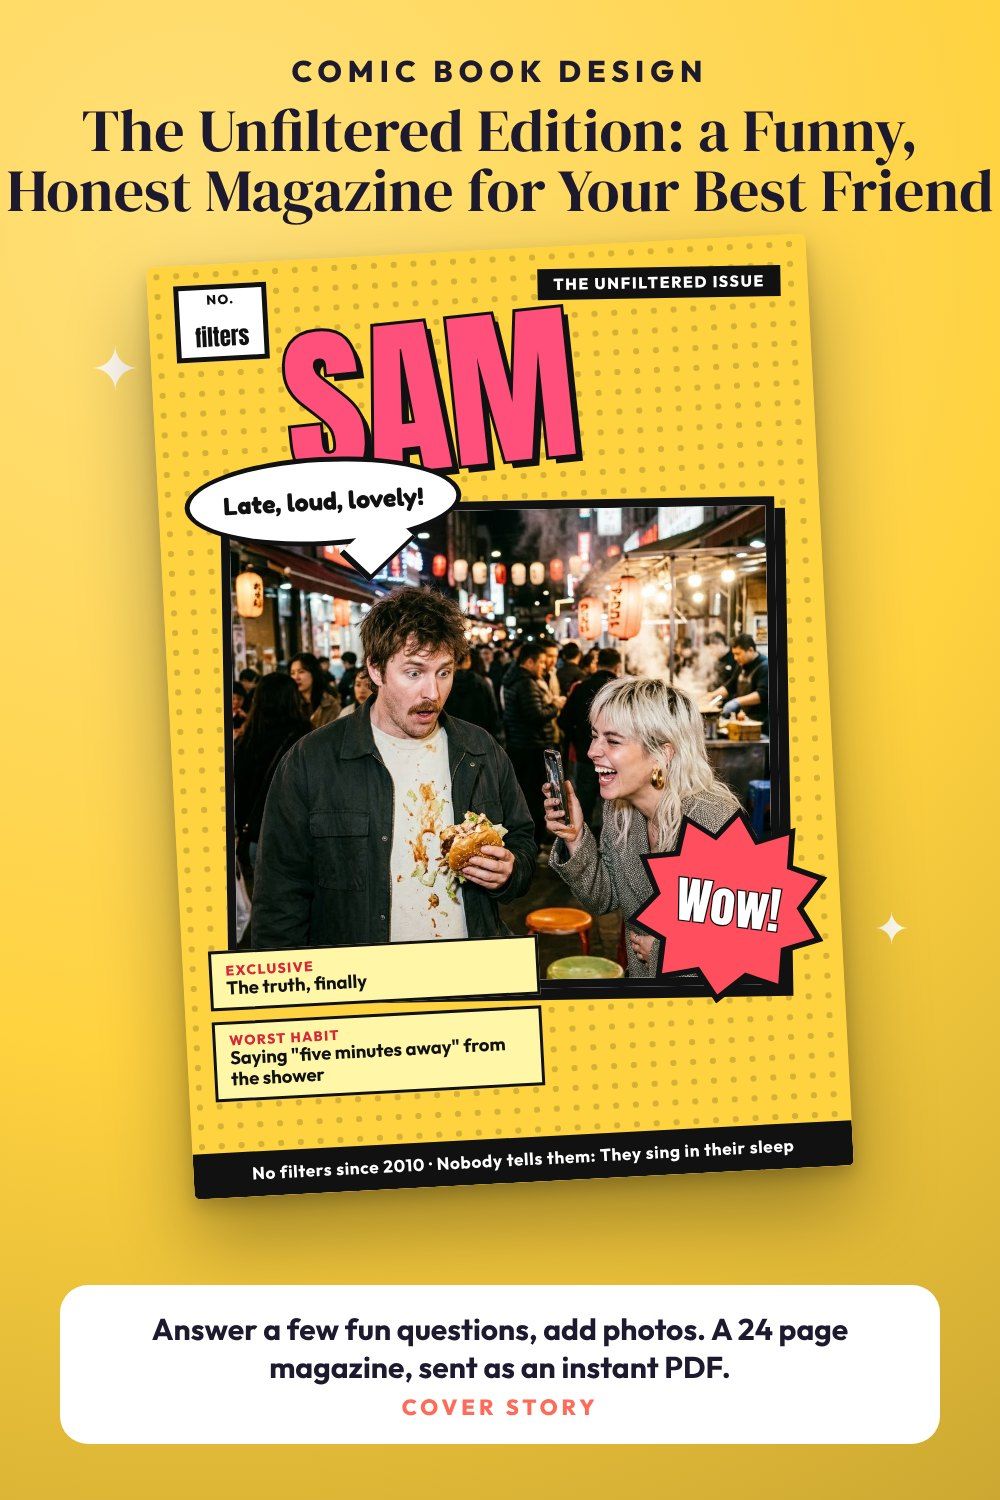 COMIC BOOK DESIGN
The Unfiltered Edition: a Funny,
Honest Magazine for Your Best Friend
THE UNFILTERED ISSUE
NO.
filters
SAM
Late, loud, lovely!
Wow!
EXCLUSIVE
The truth, finally
WORST HABIT
Saying "five minutes away" from
the shower
No filters since 2010 · Nobody tells them: They sing in their sleep
Answer a few fun questions, add photos. A 24 page
magazine, sent as an instant PDF.
COVER STORY